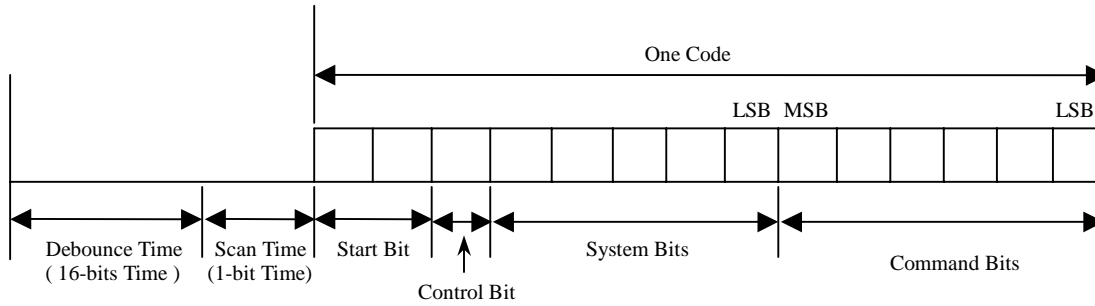 One Code
LSB MSB LSB
Debounce Time Scan Time Start Bit System Bits Command Bits
( 16-bits Time ) (1-bit Time)
Control Bit